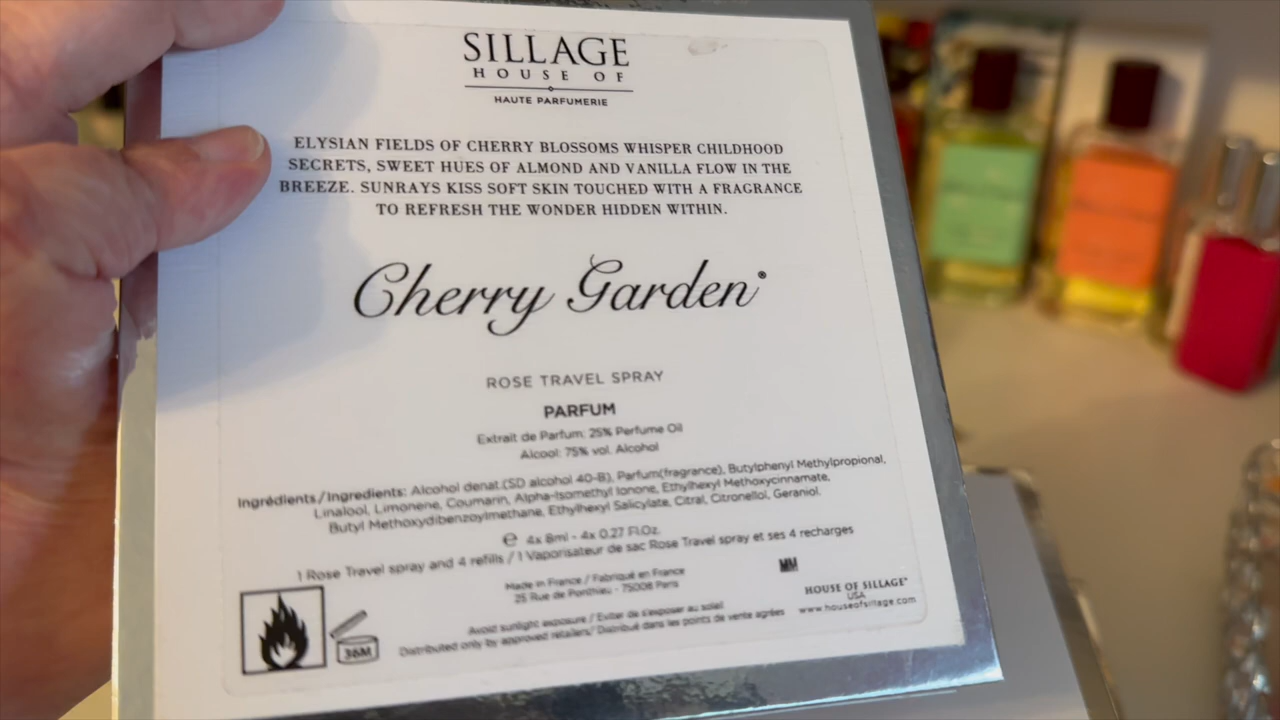 SILLAGE
HOUSE OF
HAUTE PARFUMERIE
ELYSIAN FIELDS OF CHERRY BLOSSOMS WHISPER CHILDHOOD
SECRETS, SWEET HUES OF ALMOND AND VANILLA FLOW IN THE
BREEZE. SUNRAYS KISS SOFT SKIN TOUCHED WITH A FRAGRANCE
TO REFRESH THE WONDER HIDDEN WITHIN.
Cherry Garden®
ROSE TRAVEL SPRAY
PARFUM
Extrait de Parfum: 25% Perfume Oil
Alcool: 75% vol. Alcohol
Ingrédients/Ingredients: Alcohol denat.(SD alcohol 40-B), Parfum(fragrance), Butylphenyl Methylpropional,
Linalool, Limonene, Coumarin, Alpha-Isomethyl Ionone, Ethylhexyl Methoxycinnamate,
Butyl Methoxydibenzoylmethane, Ethylhexyl Salicylate, Citral, Citronellol, Geraniol.
℮ 4x 8ml - 4x 0.27 Fl.Oz.
1 Rose Travel spray and 4 refills / 1 Vaporisateur de sac Rose Travel spray et ses 4 recharges
Made in France / Fabriqué en France
25 Rue de Ponthieu - 75008 Paris
Avoid sunlight exposure / Eviter de s'exposer au soleil
Distributed only by approved retailers/ Distribué dans les points de vente agréés
36M
HOUSE OF SILLAGE®
USA
www.houseofsillage.com